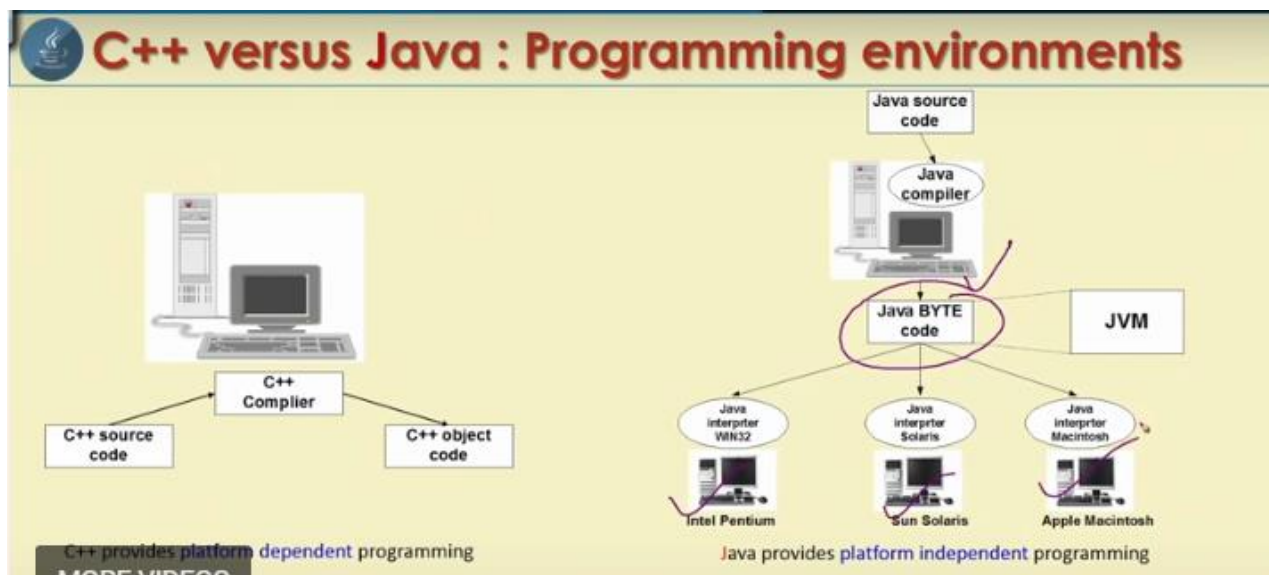 C++ versus Java : Programming environments
Java source
code
Java
compiler
Java BYTE
code
JVM
C++
Complier
C++ source
code
C++ object
code
Java
interprter
WIN32
Java
interprter
Solaris
Java
interprter
Macintosh
Intel Pentium
Sun Solaris
Apple Macintosh
C++ provides platform dependent programming
Java provides platform independent programming
MORE VIDEOS